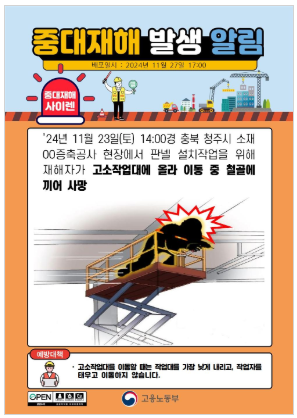 중대재해 발생 알림
배포일시 : 2024년 11월 27일 17:00
중대재해
사이렌
'24년 11월 23일(토) 14:00경 충북 청주시 소재
OO증축공사 현장에서 판넬 설치작업을 위해
재해자가 고소작업대에 올라 이동 중 철골에
끼어 사망
예방대책
· 고소작업대를 이동할 때는 작업대를 가장 낮게 내리고, 작업자를
태우고 이동하지 않습니다.
OPEN
고용노동부